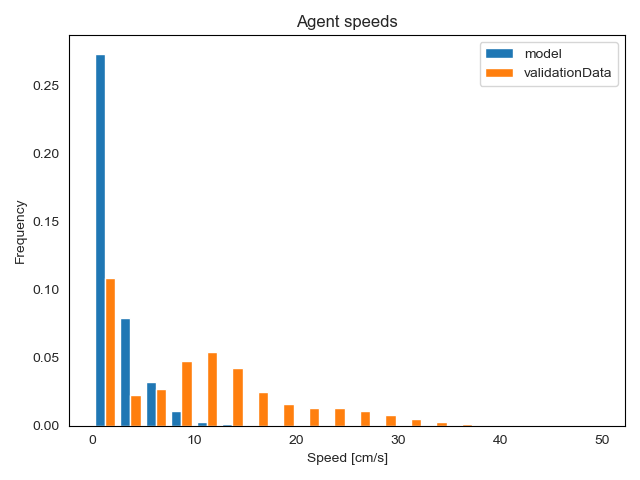 Agent speeds
model
validationData
Frequency
0.25
0.20
0.15
0.10
0.05
0.00
0 10 20 30 40 50
Speed [cm/s]